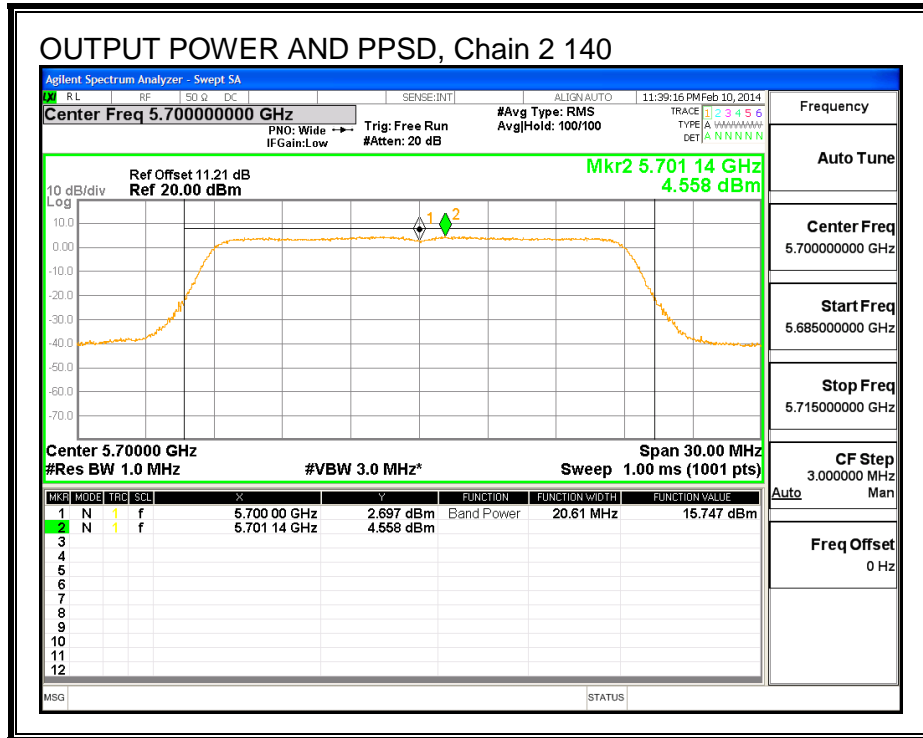 OUTPUT POWER AND PPSD, Chain 2 140
Agilent Spectrum Analyzer - Swept SA
LXI RL RF 50 Ω DC SENSE:INT ALIGN AUTO 11:39:16 PM Feb 10, 2014
Center Freq 5.700000000 GHz
PNO: Wide
IFGain:Low
Trig: Free Run
#Atten: 20 dB
#Avg Type: RMS
Avg|Hold: 100/100
TRACE 1 2 3 4 5 6
TYPE A WWWWWW
DET A N N N N N
Mkr2 5.701 14 GHz
4.558 dBm
Ref Offset 11.21 dB
10 dB/div Ref 20.00 dBm
Log
10.0
0.00
-10.0
-20.0
-30.0
-40.0
-50.0
-60.0
-70.0
1
2
Center 5.70000 GHz Span 30.00 MHz
#Res BW 1.0 MHz #VBW 3.0 MHz* Sweep 1.00 ms (1001 pts)
MKR MODE TRC SCL X Y FUNCTION FUNCTION WIDTH FUNCTION VALUE
1 N 1 f 5.700 00 GHz 2.697 dBm Band Power 20.61 MHz 15.747 dBm
2 N 1 f 5.701 14 GHz 4.558 dBm
3
4
5
6
7
8
9
10
11
12
MSG STATUS
Frequency
Auto Tune
Center Freq
5.700000000 GHz
Start Freq
5.685000000 GHz
Stop Freq
5.715000000 GHz
CF Step
3.000000 MHz
Auto Man
Freq Offset
0 Hz